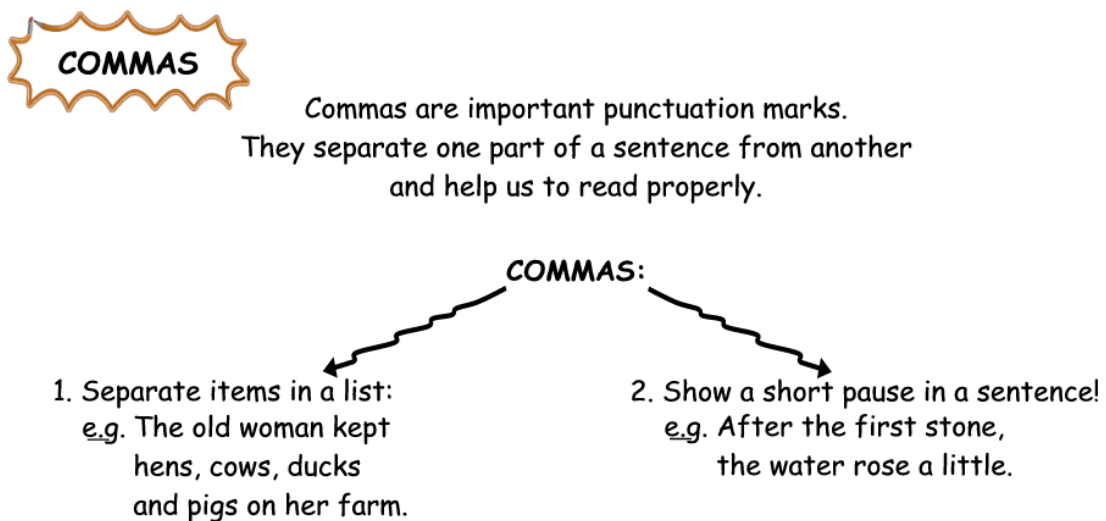 COMMAS
Commas are important punctuation marks.
They separate one part of a sentence from another
and help us to read properly.
COMMAS:
1. Separate items in a list:
e.g. The old woman kept
hens, cows, ducks
and pigs on her farm.
2. Show a short pause in a sentence!
e.g. After the first stone,
the water rose a little.